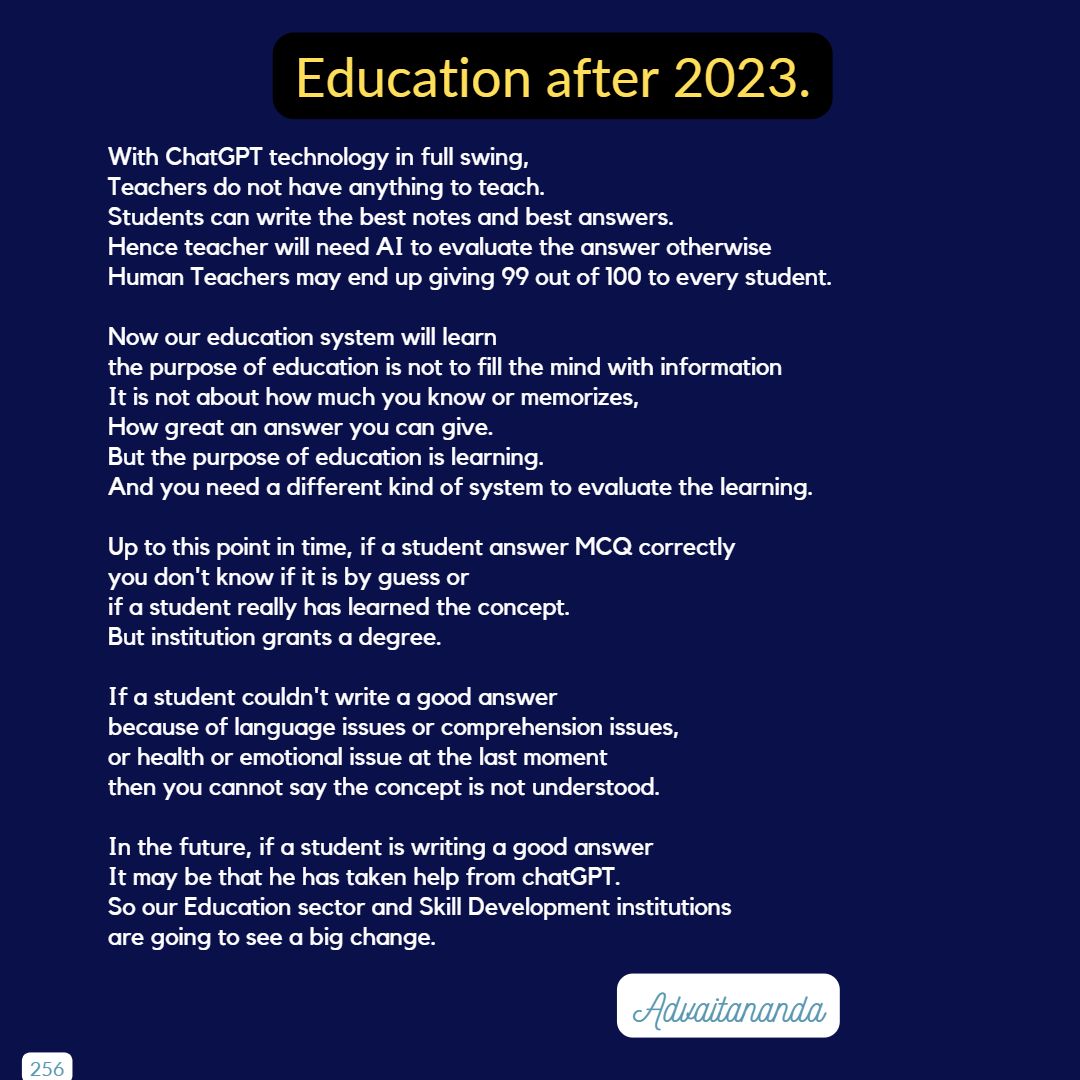 Education after 2023.
With ChatGPT technology in full swing,
Teachers do not have anything to teach.
Students can write the best notes and best answers.
Hence teacher will need AI to evaluate the answer otherwise
Human Teachers may end up giving 99 out of 100 to every student.
Now our education system will learn
the purpose of education is not to fill the mind with information
It is not about how much you know or memorizes,
How great an answer you can give.
But the purpose of education is learning.
And you need a different kind of system to evaluate the learning.
Up to this point in time, if a student answer MCQ correctly
you don't know if it is by guess or
if a student really has learned the concept.
But institution grants a degree.
If a student couldn't write a good answer
because of language issues or comprehension issues,
or health or emotional issue at the last moment
then you cannot say the concept is not understood.
In the future, if a student is writing a good answer
It may be that he has taken help from chatGPT.
So our Education sector and Skill Development institutions
are going to see a big change.
Advaitananda
256